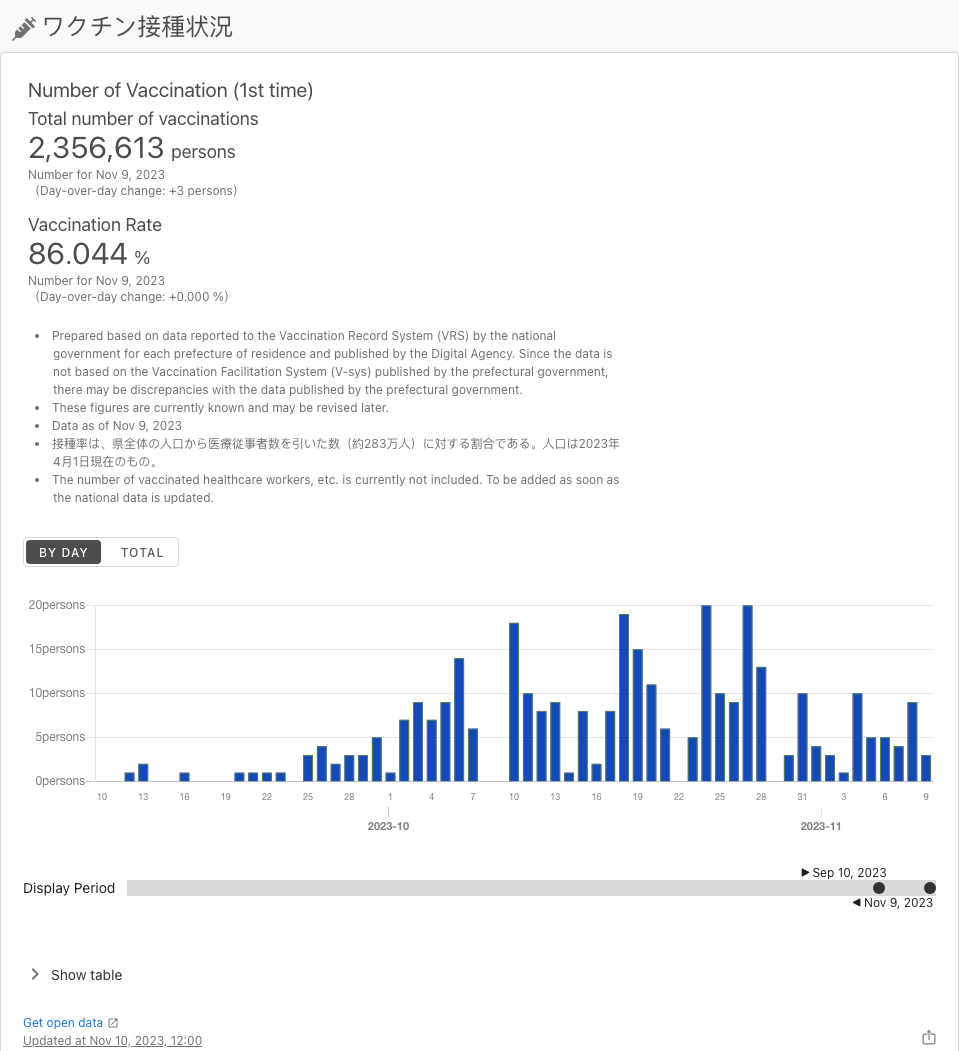 ワクチン接種状況
Number of Vaccination (1st time)
Total number of vaccinations
2,356,613 persons
Number for Nov 9, 2023
(Day-over-day change: +3 persons)
Vaccination Rate
86.044 %
Number for Nov 9, 2023
(Day-over-day change: +0.000 %)
• Prepared based on data reported to the Vaccination Record System (VRS) by the national
government for each prefecture of residence and published by the Digital Agency. Since the data is
not based on the Vaccination Facilitation System (V-sys) published by the prefectural government,
there may be discrepancies with the data published by the prefectural government.
• These figures are currently known and may be revised later.
• Data as of Nov 9, 2023
• 接種率は、県全体の人口から医療従事者数を引いた数（約283万人）に対する割合である。人口は2023年
4月1日現在のもの。
• The number of vaccinated healthcare workers, etc. is currently not included. To be added as soon as
the national data is updated.
BY DAY TOTAL
20persons
15persons
10persons
5persons
0persons
10 13 16 19 22 25 28 1 4 7 10 13 16 19 22 25 28 31 3 6 9
2023-10 2023-11
Sep 10, 2023
Display Period
Nov 9, 2023
Show table
Get open data
Updated at Nov 10, 2023, 12:00